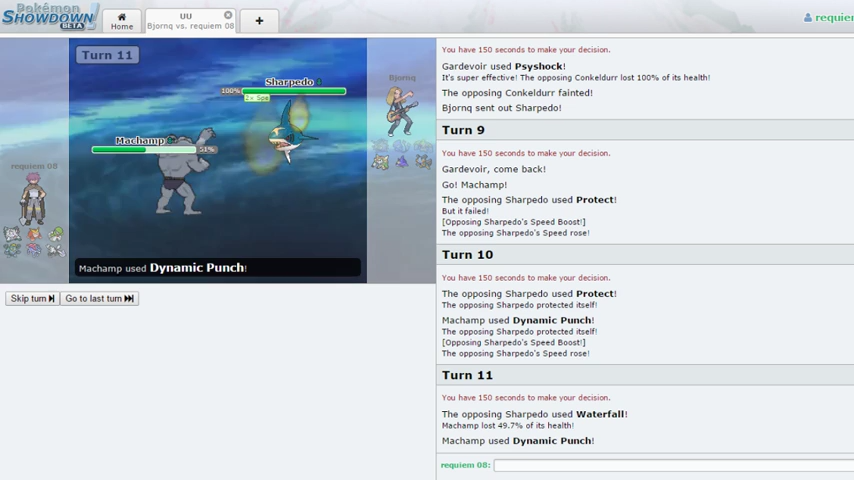 Pokémon
SHOWDOWN!
BETA
Home
UU
Bjornq vs. requiem 08
+
requiem
Turn 11
Sharpedo
100%
2× Spe
Machamp
51%
Bjornq
requiem 08
Machamp used Dynamic Punch!
Skip turn
Go to last turn
You have 150 seconds to make your decision.
Gardevoir used Psyshock!
It's super effective! The opposing Conkeldurr lost 100% of its health!
The opposing Conkeldurr fainted!
Bjornq sent out Sharpedo!
Turn 9
You have 150 seconds to make your decision.
Gardevoir, come back!
Go! Machamp!
The opposing Sharpedo used Protect!
But it failed!
[Opposing Sharpedo's Speed Boost!]
The opposing Sharpedo's Speed rose!
Turn 10
You have 150 seconds to make your decision.
The opposing Sharpedo used Protect!
The opposing Sharpedo protected itself!
Machamp used Dynamic Punch!
The opposing Sharpedo protected itself!
[Opposing Sharpedo's Speed Boost!]
The opposing Sharpedo's Speed rose!
Turn 11
You have 150 seconds to make your decision.
The opposing Sharpedo used Waterfall!
Machamp lost 49.7% of its health!
Machamp used Dynamic Punch!
requiem 08: